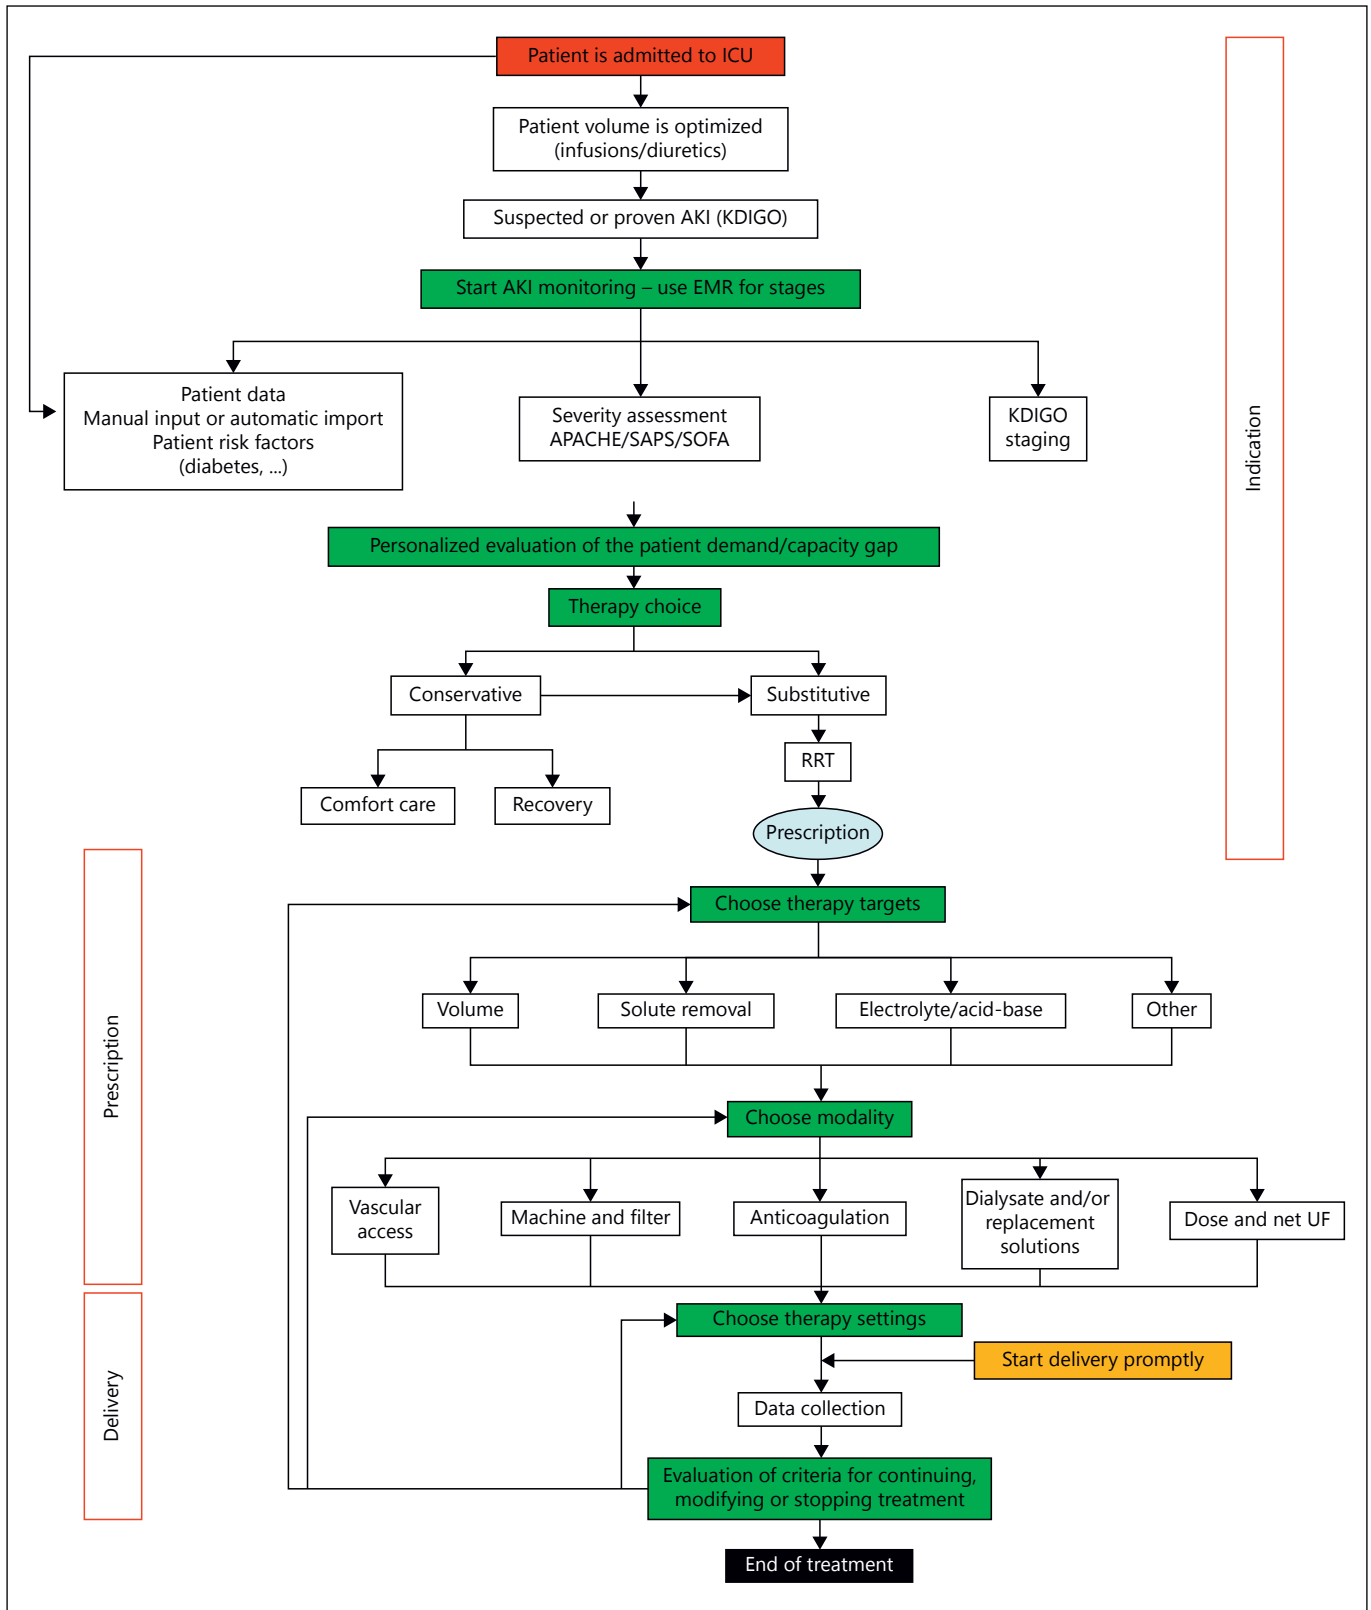 Patient is admitted to ICU
Patient volume is optimized
(infusions/diuretics)
Suspected or proven AKI (KDIGO)
Start AKI monitoring – use EMR for stages
Patient data
Manual input or automatic import
Patient risk factors
(diabetes, ...)
Severity assessment
APACHE/SAPS/SOFA
KDIGO
staging
Indication
Personalized evaluation of the patient demand/capacity gap
Therapy choice
Conservative
Substitutive
RRT
Comfort care
Recovery
Prescription
Prescription
Choose therapy targets
Volume
Solute removal
Electrolyte/acid-base
Other
Choose modality
Vascular
access
Machine and filter
Anticoagulation
Dialysate and/or
replacement
solutions
Dose and net UF
Delivery
Choose therapy settings
Start delivery promptly
Data collection
Evaluation of criteria for continuing,
modifying or stopping treatment
End of treatment